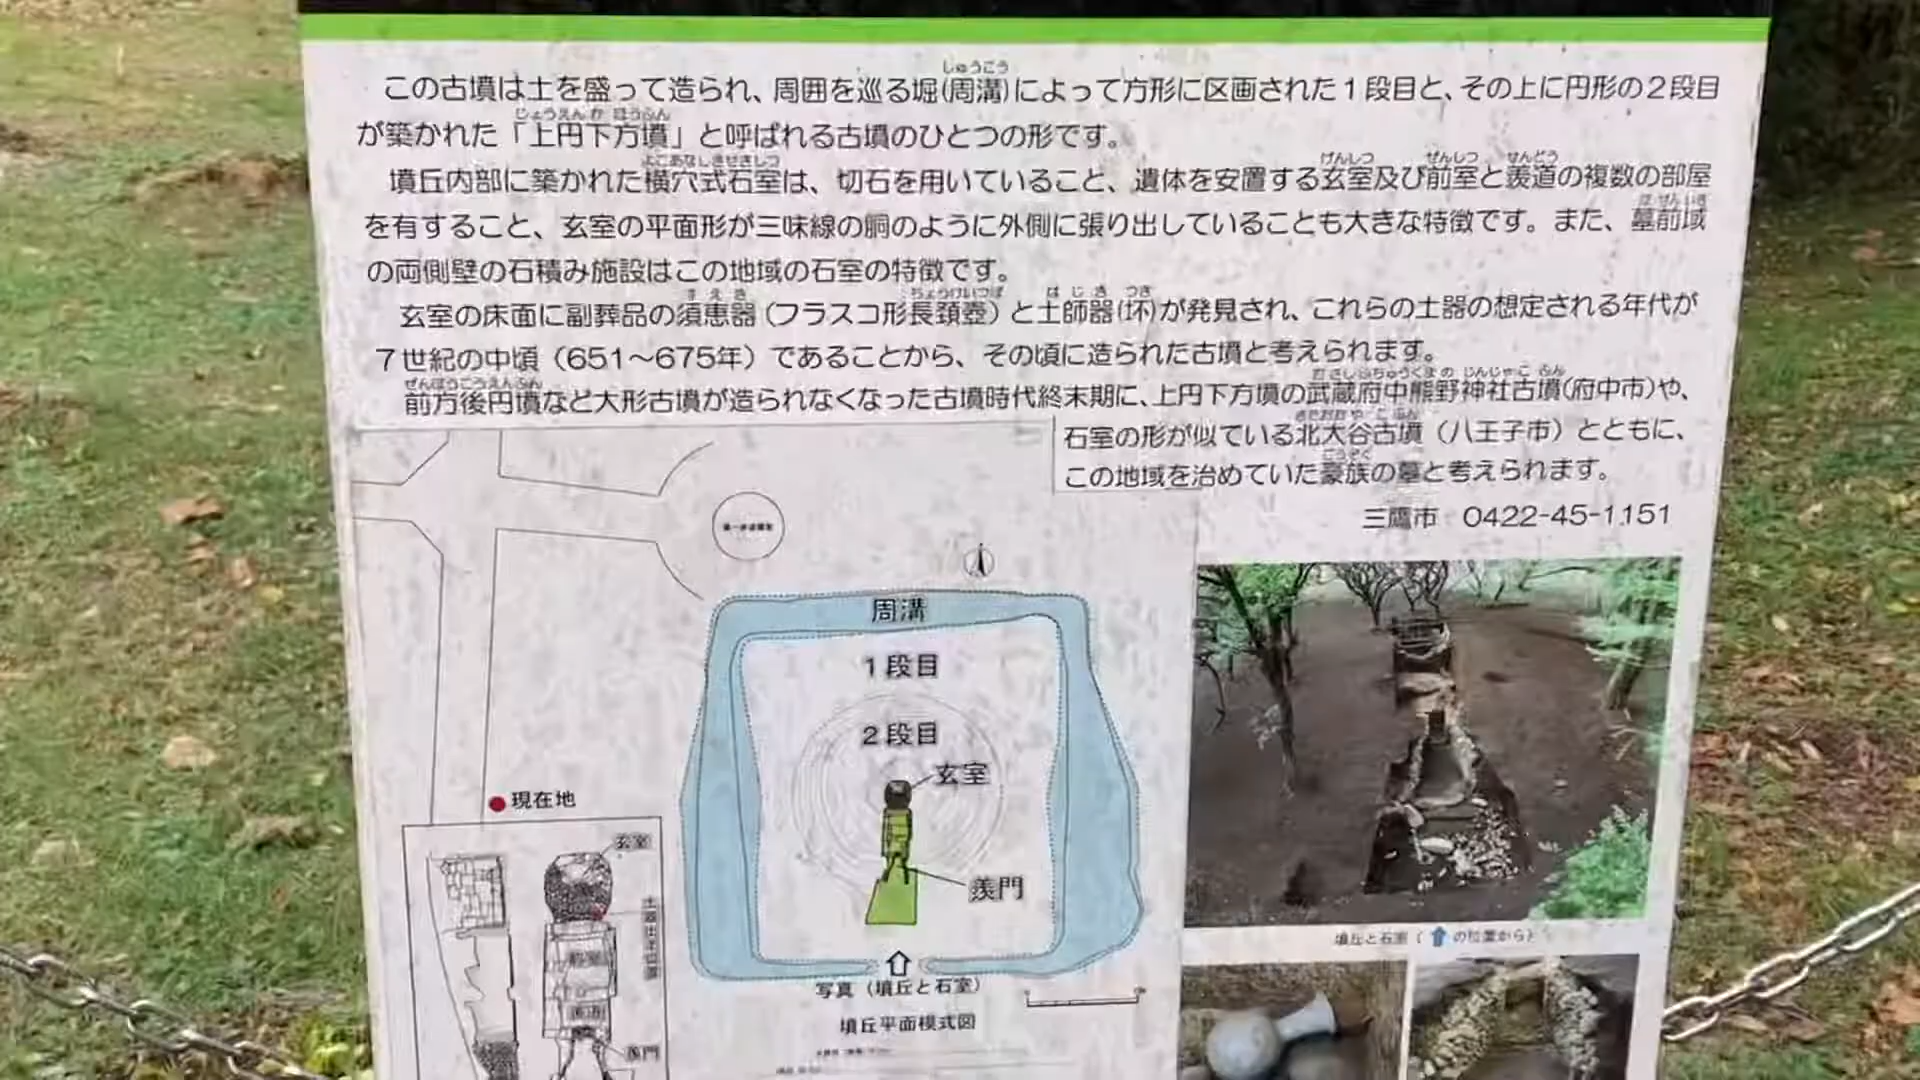 この古墳は土を盛って造られ、周囲を巡る堀(周溝)によって方形に区画された1段目と、その上に円形の2段目
が築かれた「上円下方墳」と呼ばれる古墳のひとつの形です。
墳丘内部に築かれた横穴式石室は、切石を用いていること、遺体を安置する玄室及び前室と羨道の複数の部屋
を有すること、玄室の平面形が三味線の胴のように外側に張り出していることも大きな特徴です。また、墓前域
の両側壁の石積み施設はこの地域の石室の特徴です。
玄室の床面に副葬品の須恵器(フラスコ形長頚壺)と土師器(坏)が発見され、これらの土器の想定される年代が
7世紀の中頃(651～675年)であることから、その頃に造られた古墳と考えられます。
前方後円墳など大形古墳が造られなくなった古墳時代終末期に、上円下方墳の武蔵府中熊野神社古墳(府中市)や、
石室の形が似ている北大谷古墳(八王子市)とともに、
この地域を治めていた豪族の墓と考えられます。
三鷹市 0422-45-1151
周溝
1段目
2段目
玄室
羨門
現在地
玄室
前室
羨道
羨門
写真(墳丘と石室)
墳丘平面模式図
墳丘と石室(⬆の位置から)